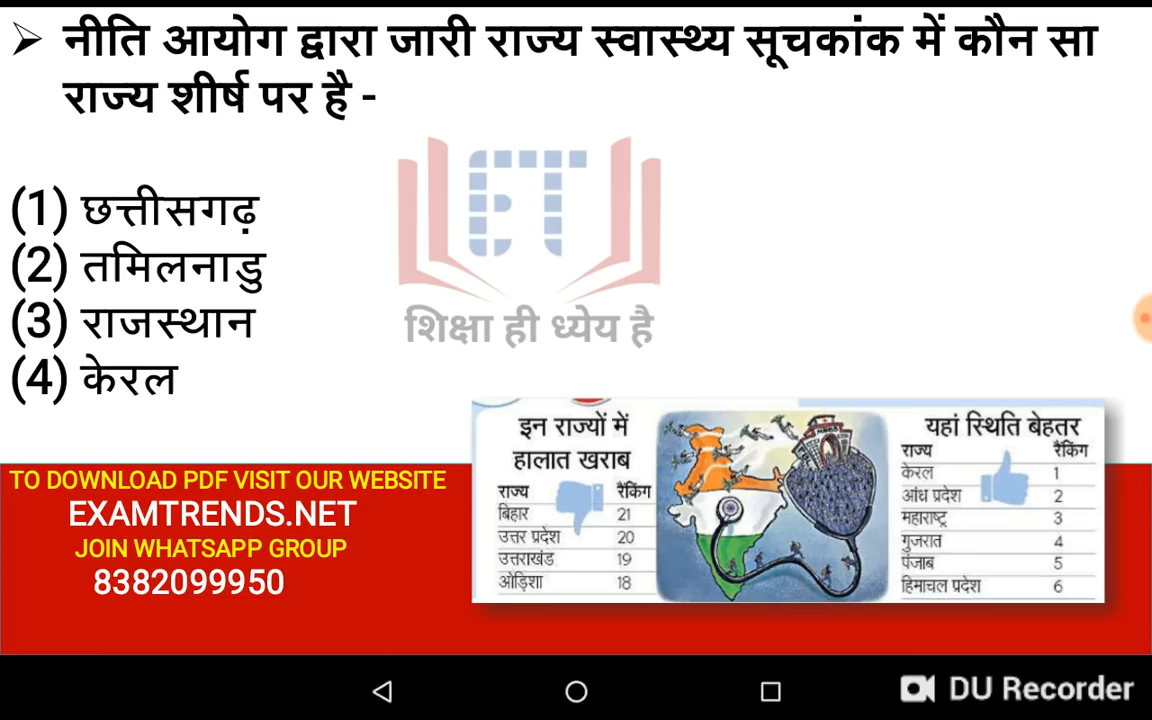 ➢ नीति आयोग द्वारा जारी राज्य स्वास्थ्य सूचकांक में कौन सा
राज्य शीर्ष पर है -
(1) छत्तीसगढ़
(2) तमिलनाडु
(3) राजस्थान
(4) केरल
ET
शिक्षा ही ध्येय है
TO DOWNLOAD PDF VISIT OUR WEBSITE
EXAMTRENDS.NET
JOIN WHATSAPP GROUP
8382099950
इन राज्यों में
हालात खराब
राज्य रैंकिंग
बिहार 21
उत्तर प्रदेश 20
उत्तराखंड 19
ओड़िशा 18
यहां स्थिति बेहतर
राज्य रैंकिंग
केरल 1
आंध प्रदेश 2
महाराष्ट्र 3
गुजरात 4
पंजाब 5
हिमाचल प्रदेश 6
DU Recorder